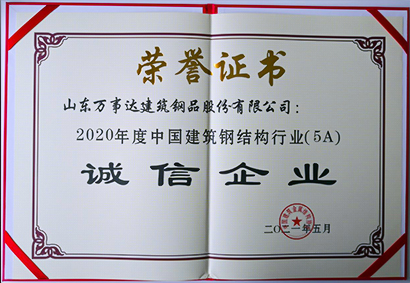 荣誉证书
山东万事达建筑钢品股份有限公司：
2020年度中国建筑钢结构行业(5A)
诚信企业
二〇二一年五月